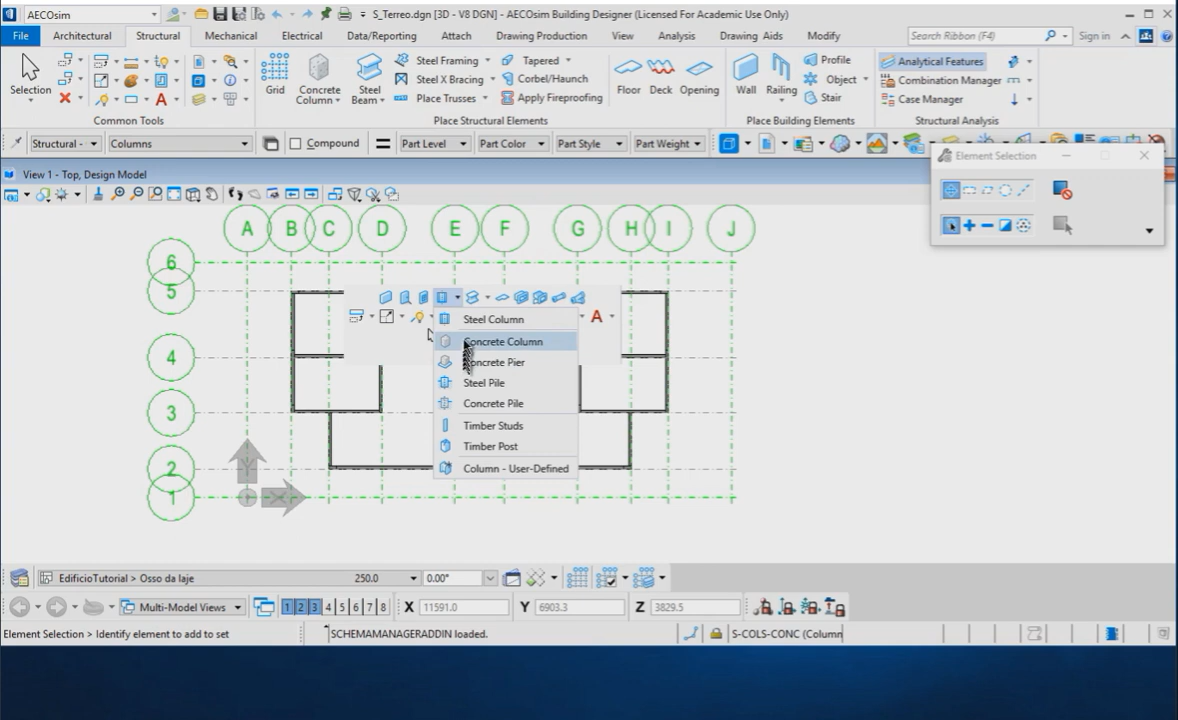 AECOsim
S_Terreo.dgn [3D - V8 DGN] - AECOsim Building Designer (Licensed For Academic Use Only)
File
Architectural
Structural
Mechanical
Electrical
Data/Reporting
Attach
Drawing Production
View
Analysis
Drawing Aids
Modify
Search Ribbon (F4)
Sign in
Selection
Grid
Concrete
Column
Steel
Beam
Steel Framing
Steel X Bracing
Place Trusses
Tapered
Corbel/Haunch
Apply Fireproofing
Floor
Deck
Opening
Wall
Railing
Profile
Object
Stair
Analytical Features
Combination Manager
Case Manager
Common Tools
Place Structural Elements
Place Building Elements
Structural Analysis
Structural -
Columns
Compound
Part Level
Part Color
Part Style
Part Weight
Element Selection
View 1 - Top, Design Model
A
B
C
D
E
F
G
H
I
J
6
5
4
3
2
1
Steel Column
Concrete Column
Concrete Pier
Steel Pile
Concrete Pile
Timber Studs
Timber Post
Column - User-Defined
EdificioTutorial > Osso da laje
250.0
0.00°
Multi-Model Views
1 2 3 4 5 6 7 8
X 11591.0
Y 6903.3
Z 3829.5
Element Selection > Identify element to add to set
SCHEMAMANAGERADDIN loaded.
S-COLS-CONC (Column